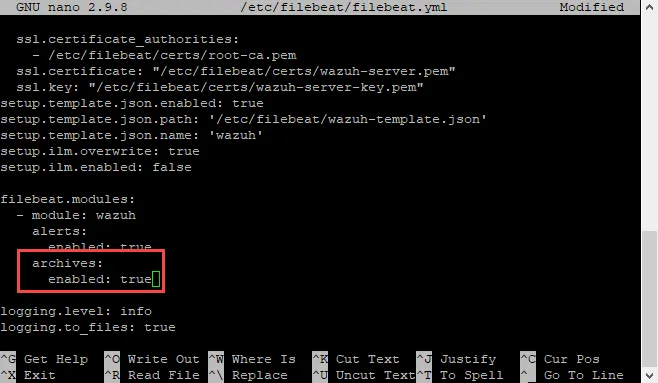 GNU nano 2.9.8 /etc/filebeat/filebeat.yml Modified
ssl.certificate_authorities:
- /etc/filebeat/certs/root-ca.pem
ssl.certificate: "/etc/filebeat/certs/wazuh-server.pem"
ssl.key: "/etc/filebeat/certs/wazuh-server-key.pem"
setup.template.json.enabled: true
setup.template.json.path: '/etc/filebeat/wazuh-template.json'
setup.template.json.name: 'wazuh'
setup.ilm.overwrite: true
setup.ilm.enabled: false
filebeat.modules:
- module: wazuh
alerts:
enabled: true
archives:
enabled: true
logging.level: info
logging.to_files: true
^G Get Help ^O Write Out ^W Where Is ^K Cut Text ^J Justify ^C Cur Pos
^X Exit ^R Read File ^\ Replace ^U Uncut Text ^T To Spell ^_ Go To Line